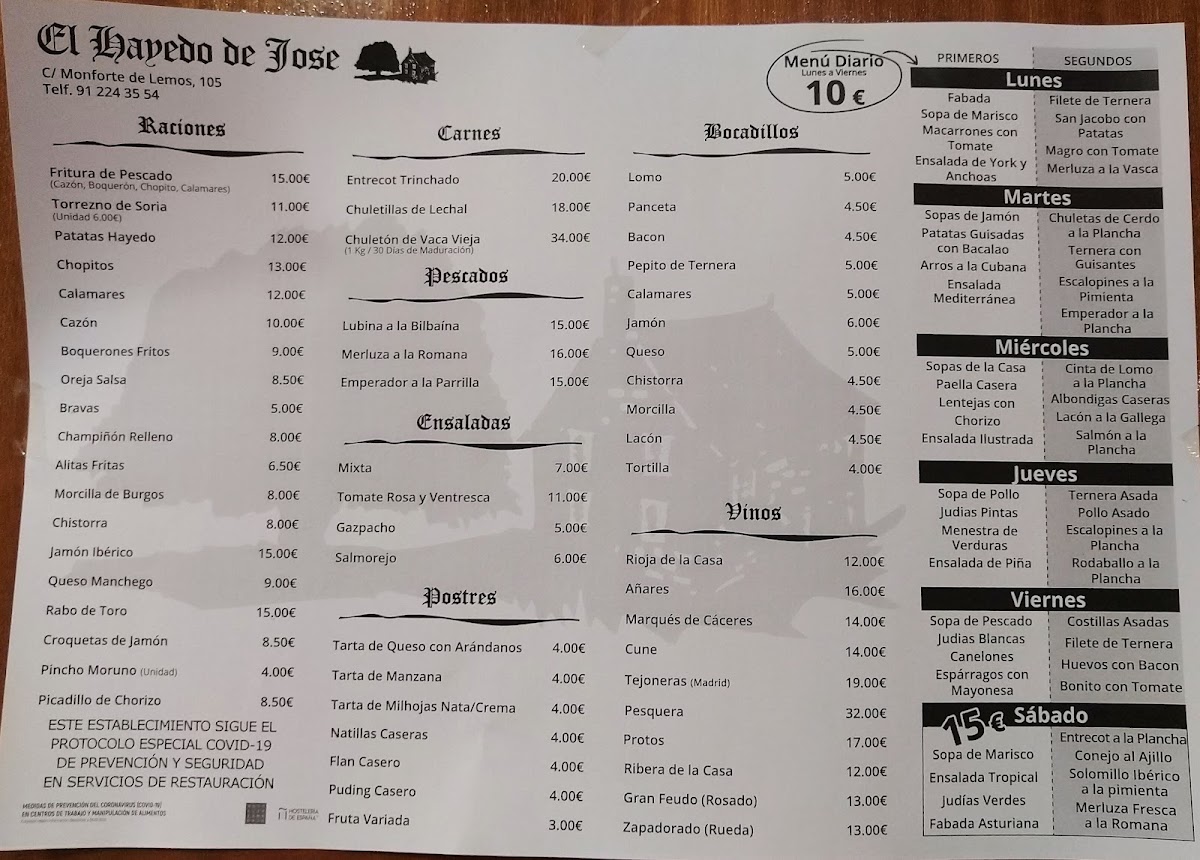 El Hayedo de Jose
C/ Monforte de Lemos, 105
Telf. 91 224 35 54
Raciones
Fritura de Pescado 15.00€
(Cazón, Boquerón, Chopito, Calamares)
Torrezno de Soria 11.00€
(Unidad 6.00€)
Patatas Hayedo 12.00€
Chopitos 13.00€
Calamares 12.00€
Cazón 10.00€
Boquerones Fritos 9.00€
Oreja Salsa 8.50€
Bravas 5.00€
Champiñón Relleno 8.00€
Alitas Fritas 6.50€
Morcilla de Burgos 8.00€
Chistorra 8.00€
Jamón Ibérico 15.00€
Queso Manchego 9.00€
Rabo de Toro 15.00€
Croquetas de Jamón 8.50€
Pincho Moruno (Unidad) 4.00€
Picadillo de Chorizo 8.50€
ESTE ESTABLECIMIENTO SIGUE EL
PROTOCOLO ESPECIAL COVID-19
DE PREVENCIÓN Y SEGURIDAD
EN SERVICIOS DE RESTAURACIÓN
MEDIDAS DE PREVENCIÓN DEL CORONAVIRUS (COVID-19)
EN CENTROS DE TRABAJO Y MANIPULACIÓN DE ALIMENTOS
HOSTELERIA
DE ESPAÑA
Carnes
Entrecot Trinchado 20.00€
Chuletillas de Lechal 18.00€
Chuletón de Vaca Vieja 34.00€
(1 Kg / 30 Días de Maduración)
Pescados
Lubina a la Bilbaína 15.00€
Merluza a la Romana 16.00€
Emperador a la Parrilla 15.00€
Ensaladas
Mixta 7.00€
Tomate Rosa y Ventresca 11.00€
Gazpacho 5.00€
Salmorejo 6.00€
Postres
Tarta de Queso con Arándanos 4.00€
Tarta de Manzana 4.00€
Tarta de Milhojas Nata/Crema 4.00€
Natillas Caseras 4.00€
Flan Casero 4.00€
Puding Casero 4.00€
Fruta Variada 3.00€
Bocadillos
Lomo 5.00€
Panceta 4.50€
Bacon 4.50€
Pepito de Ternera 5.00€
Calamares 5.00€
Jamón 6.00€
Queso 5.00€
Chistorra 4.50€
Morcilla 4.50€
Lacón 4.50€
Tortilla 4.00€
Vinos
Rioja de la Casa 12.00€
Añares 16.00€
Marqués de Cáceres 14.00€
Cune 14.00€
Tejoneras (Madrid) 19.00€
Pesquera 32.00€
Protos 17.00€
Ribera de la Casa 12.00€
Gran Feudo (Rosado) 13.00€
Zapadorado (Rueda) 13.00€
Menú Diario
Lunes a Viernes
10 €
PRIMEROS SEGUNDOS
Lunes
Fabada
Sopa de Marisco
Macarrones con
Tomate
Ensalada de York y
Anchoas
Filete de Ternera
San Jacobo con
Patatas
Magro con Tomate
Merluza a la Vasca
Martes
Sopas de Jamón
Patatas Guisadas
con Bacalao
Arros a la Cubana
Ensalada
Mediterránea
Chuletas de Cerdo
a la Plancha
Ternera con
Guisantes
Escalopines a la
Pimienta
Emperador a la
Plancha
Miércoles
Sopas de la Casa
Paella Casera
Lentejas con
Chorizo
Ensalada Ilustrada
Cinta de Lomo
a la Plancha
Albondigas Caseras
Lacón a la Gallega
Salmón a la
Plancha
Jueves
Sopa de Pollo
Judias Pintas
Menestra de
Verduras
Ensalada de Piña
Ternera Asada
Pollo Asado
Escalopines a la
Plancha
Rodaballo a la
Plancha
Viernes
Sopa de Pescado
Judias Blancas
Canelones
Espárragos con
Mayonesa
Costillas Asadas
Filete de Ternera
Huevos con Bacon
Bonito con Tomate
15€ Sábado
Sopa de Marisco
Ensalada Tropical
Judías Verdes
Fabada Asturiana
Entrecot a la Plancha
Conejo al Ajillo
Solomillo Ibérico
a la pimienta
Merluza Fresca
a la Romana